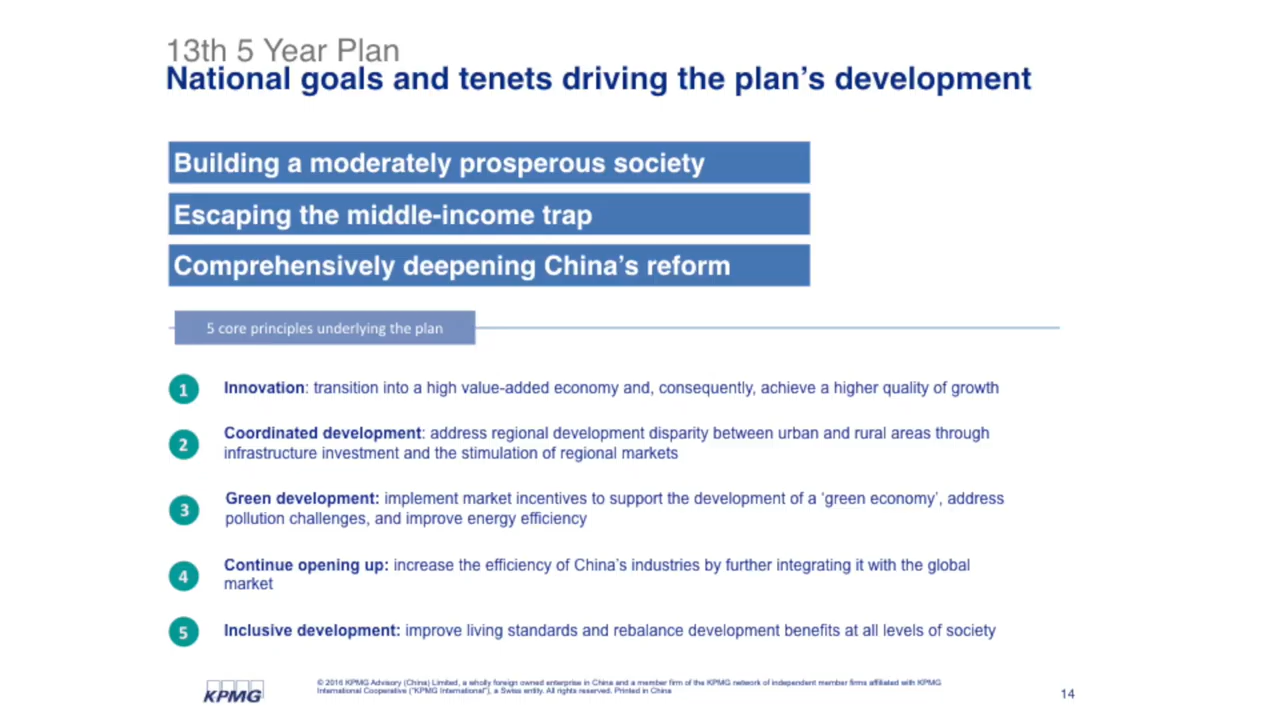 13th 5 Year Plan
National goals and tenets driving the plan's development
Building a moderately prosperous society
Escaping the middle-income trap
Comprehensively deepening China's reform
5 core principles underlying the plan
1 Innovation: transition into a high value-added economy and, consequently, achieve a higher quality of growth
2 Coordinated development: address regional development disparity between urban and rural areas through
infrastructure investment and the stimulation of regional markets
3 Green development: implement market incentives to support the development of a 'green economy', address
pollution challenges, and improve energy efficiency
4 Continue opening up: increase the efficiency of China's industries by further integrating it with the global
market
5 Inclusive development: improve living standards and rebalance development benefits at all levels of society
KPMG
© 2016 KPMG Advisory (China) Limited, a wholly foreign owned enterprise in China and a member firm of the KPMG network of independent member firms affiliated with KPMG
International Cooperative ("KPMG International"), a Swiss entity. All rights reserved. Printed in China
14